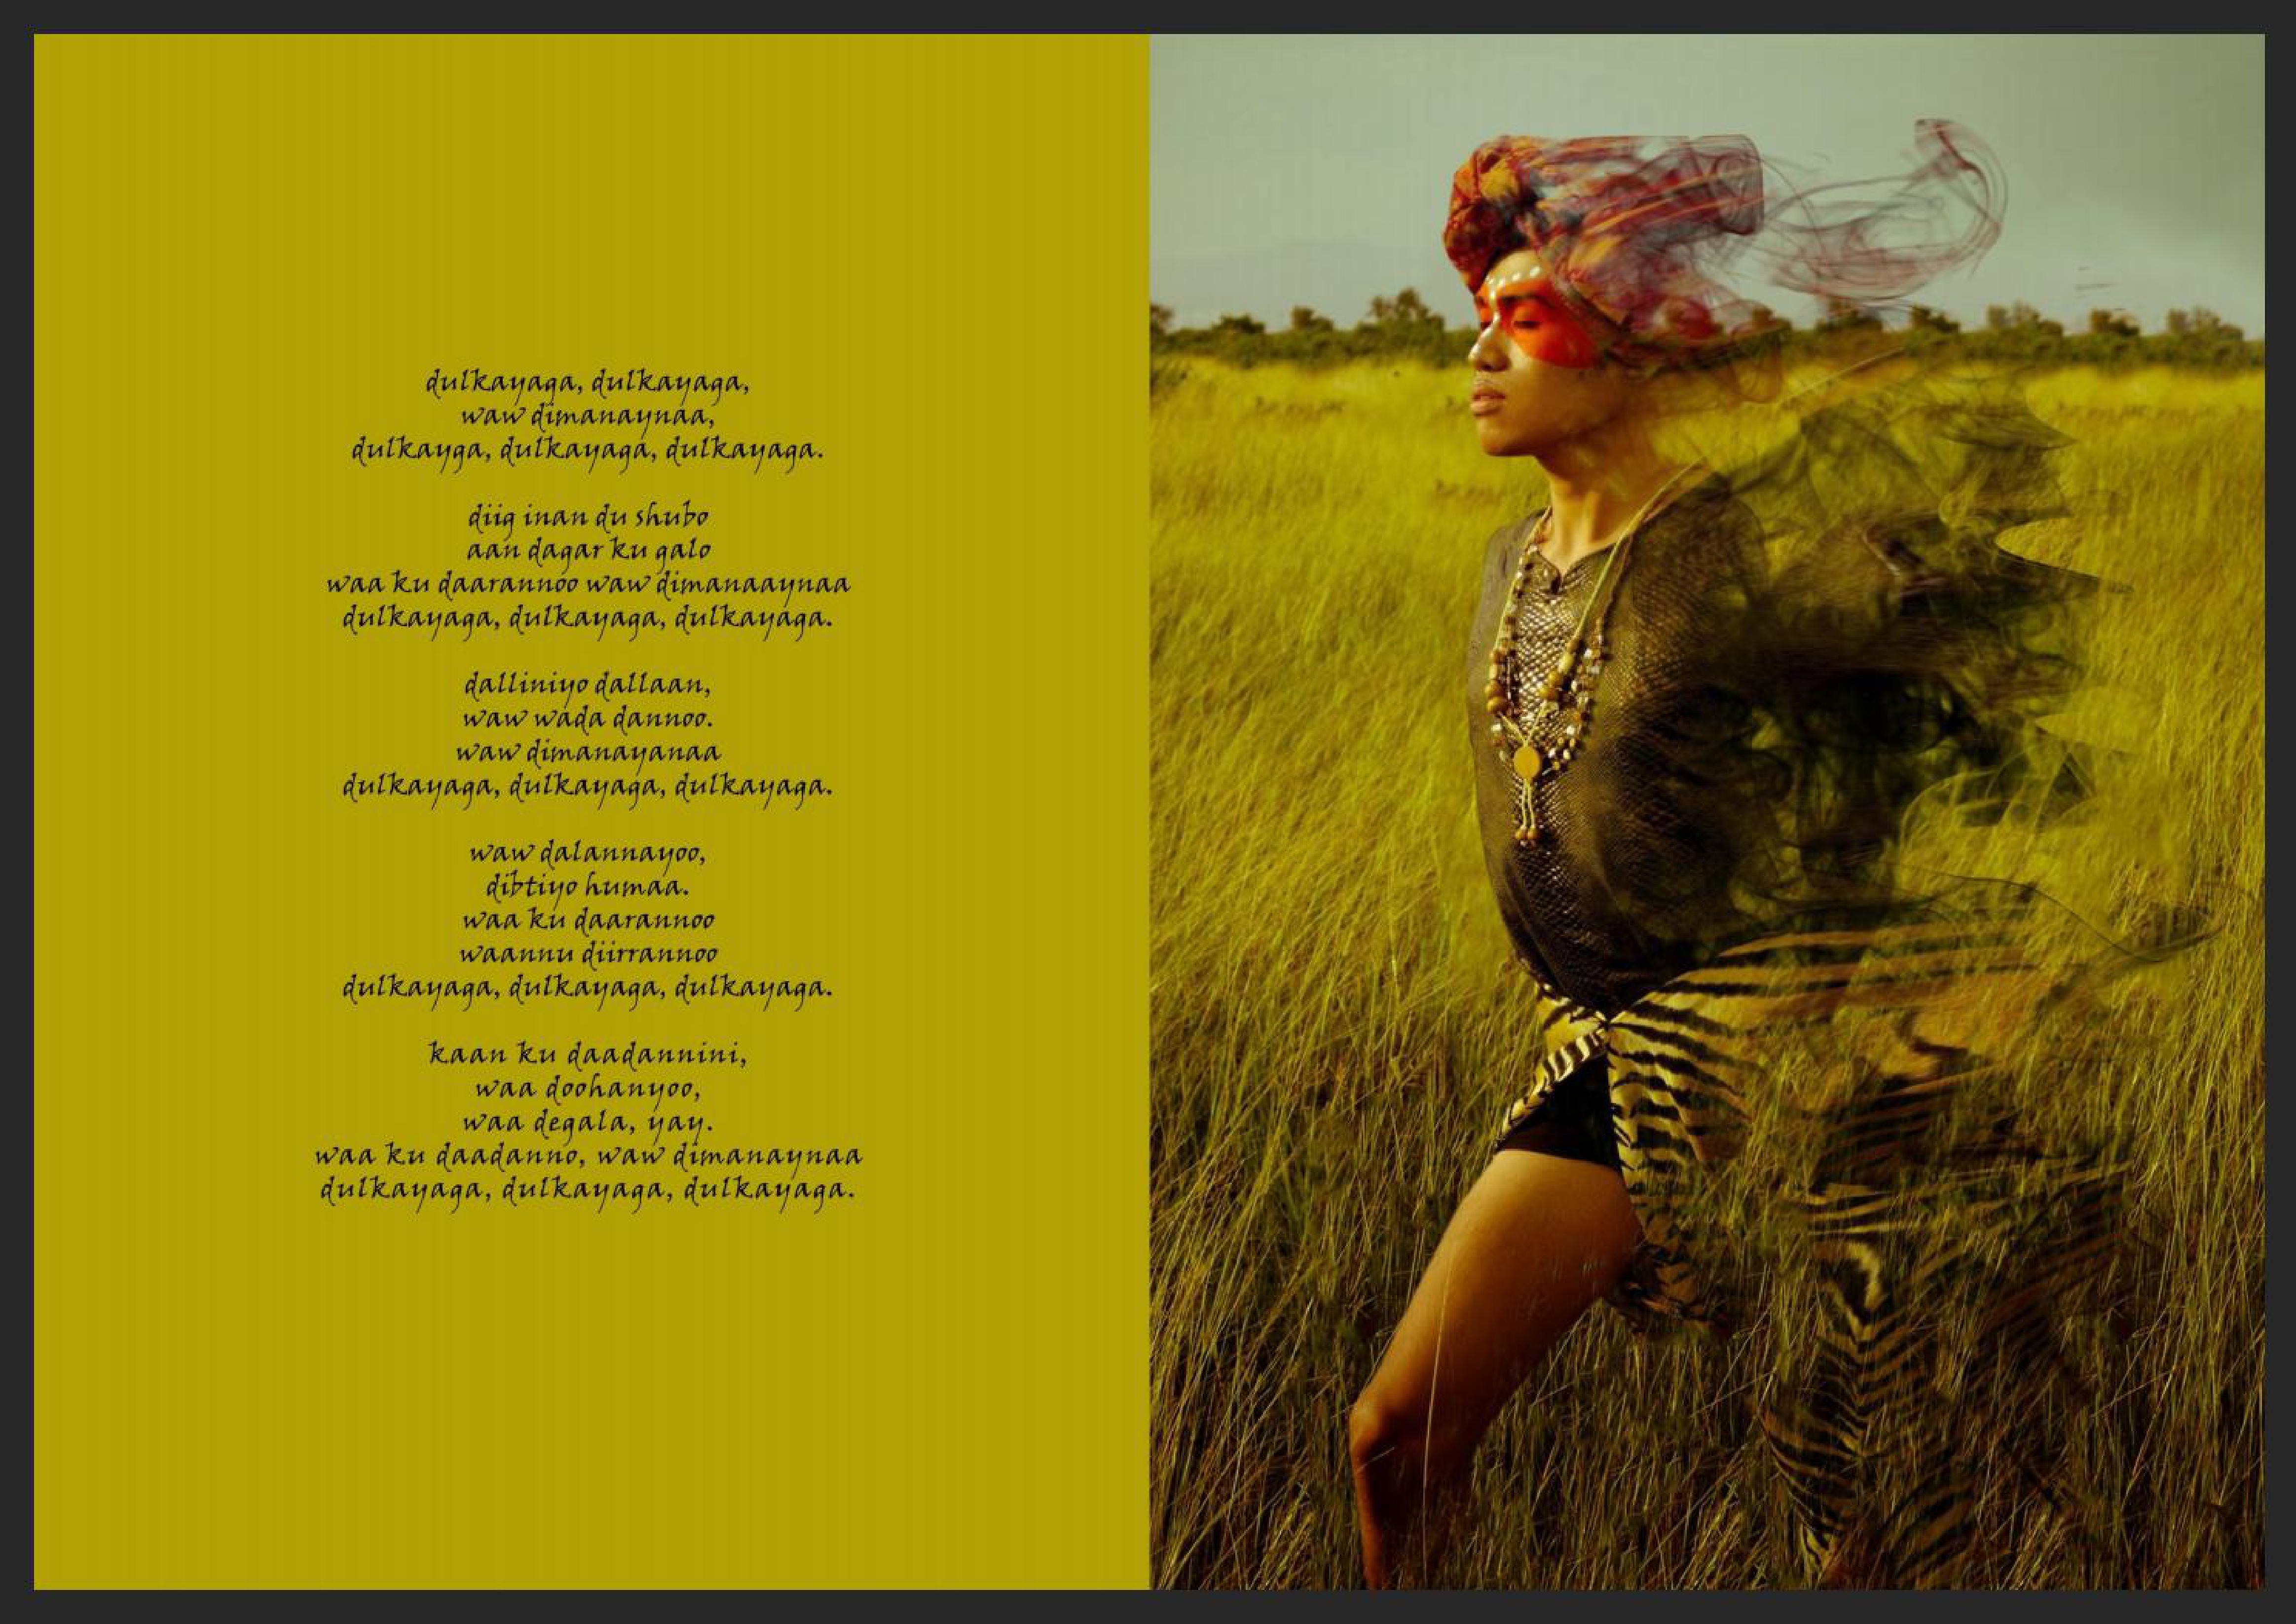 dulkayaga, dulkayaga,
waw dimanaynaa,
dulkayga, dulkayaga, dulkayaga.
diig inan du shubo
aan dagar ku galo
waa ku daarannoo waw dimanaaynaa
dulkayaga, dulkayaga, dulkayaga.
dalliniyo dallaan,
waw wada dannoo.
waw dimanayanaa
dulkayaga, dulkayaga, dulkayaga.
waw dalannayoo,
dibtiyo humaa.
waa ku daarannoo
waannu diirrannoo
dulkayaga, dulkayaga, dulkayaga.
kaan ku daadannini,
waa doohanyoo,
waa degala, yay.
waa ku daadanno, waw dimanaynaa
dulkayaga, dulkayaga, dulkayaga.